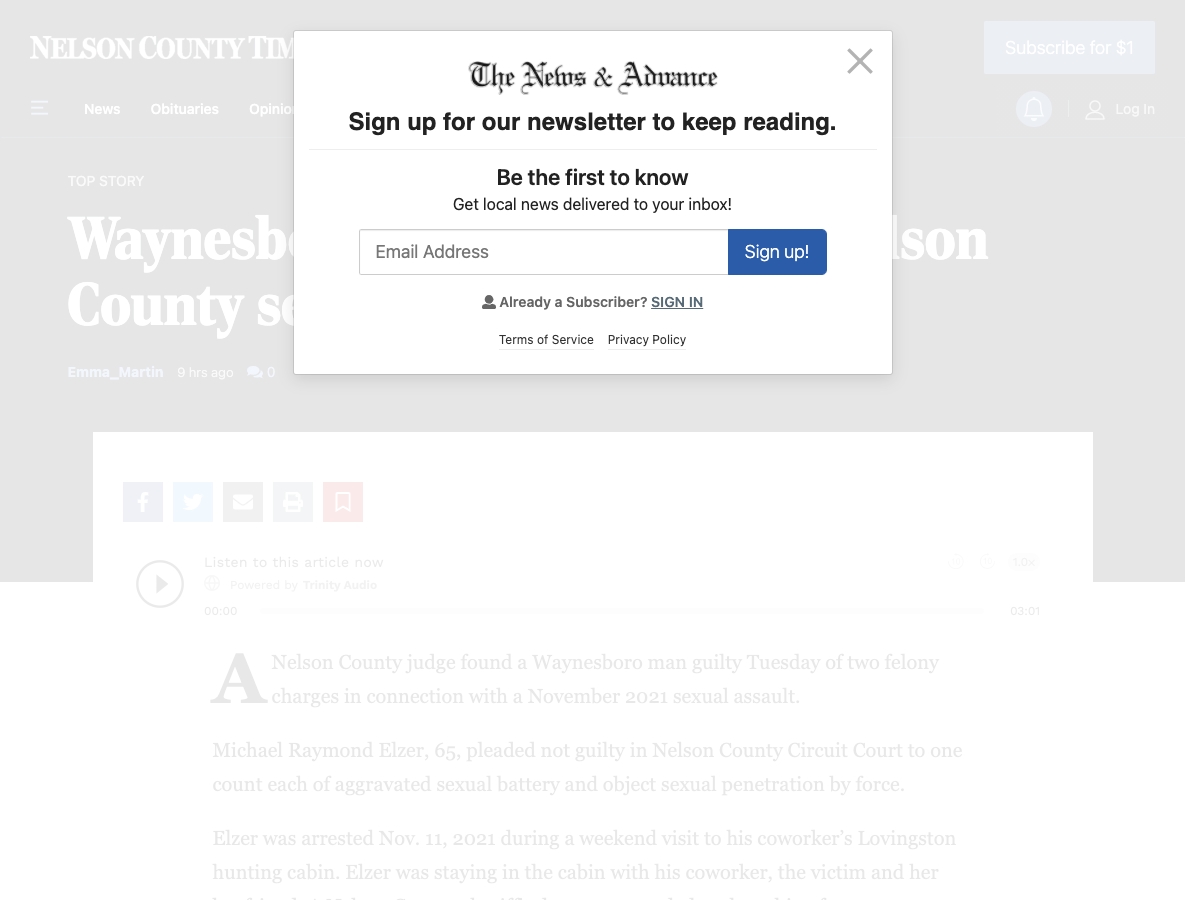 NELSON COUNTY TIM
Subscribe for $1
News
Obituaries
Opinio
Log In
The News & Advance
Sign up for our newsletter to keep reading.
Be the first to know
Get local news delivered to your inbox!
Email Address
Sign up!
Already a Subscriber? SIGN IN
Terms of Service Privacy Policy
TOP STORY
Waynesb lson
County se
Emma_Martin 9 hrs ago 0
Listen to this article now
1.0x
Powered by Trinity Audio
00:00
03:01
A Nelson County judge found a Waynesboro man guilty Tuesday of two felony
charges in connection with a November 2021 sexual assault.
Michael Raymond Elzer, 65, pleaded not guilty in Nelson County Circuit Court to one
count each of aggravated sexual battery and object sexual penetration by force.
Elzer was arrested Nov. 11, 2021 during a weekend visit to his coworker's Lovingston
hunting cabin. Elzer was staying in the cabin with his coworker, the victim and her